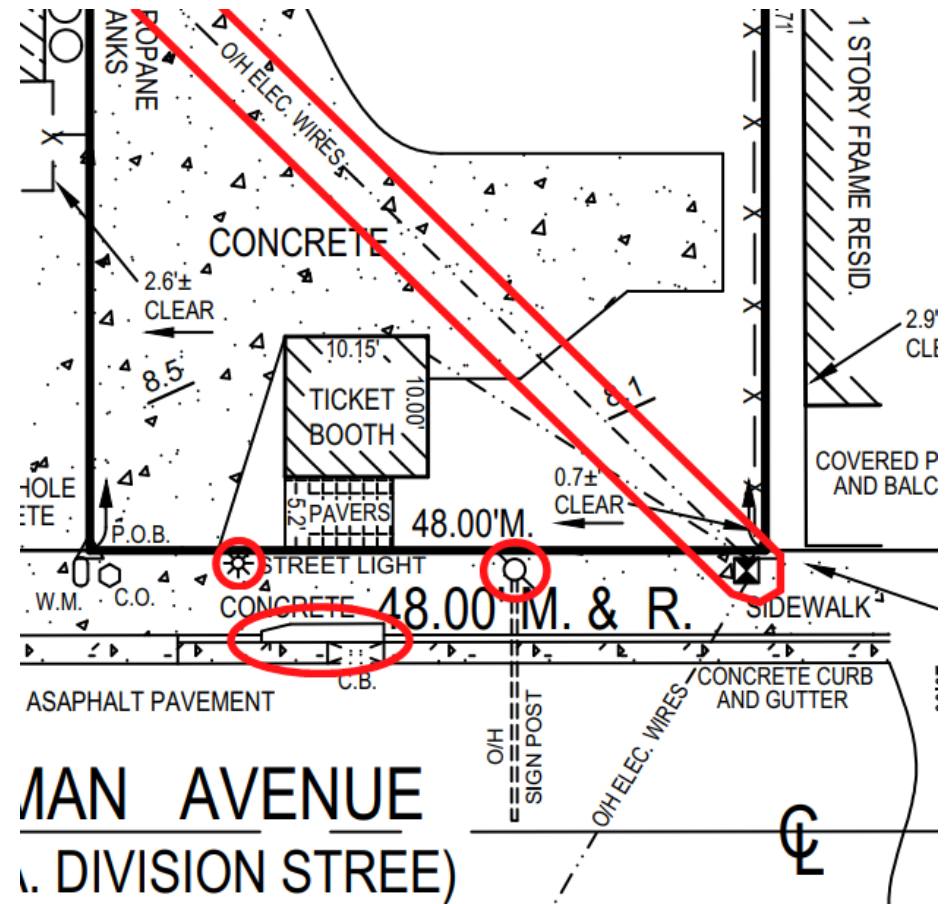 ROPANE
ANKS
O/H ELEC. WIRES
.71'
1 STORY FRAME RESID.
X
X
X
X
X
X
CONCRETE
2.6'±
CLEAR
8.5
10.15'
10.00'
TICKET
BOOTH
8.1
2.9'
CLE
COVERED P
AND BALC
HOLE
ETE
P.O.B.
5.2'
PAVERS
48.00'M.
0.7±'
CLEAR
STREET LIGHT
W.M.
C.O.
CONCRETE
48.00'M. & R.
SIDEWALK
C.B.
ASAPHALT PAVEMENT
CONCRETE CURB
AND GUTTER
O/H
SIGN POST
O/H ELEC. WIRES
MAN AVENUE
CL
. DIVISION STREE)